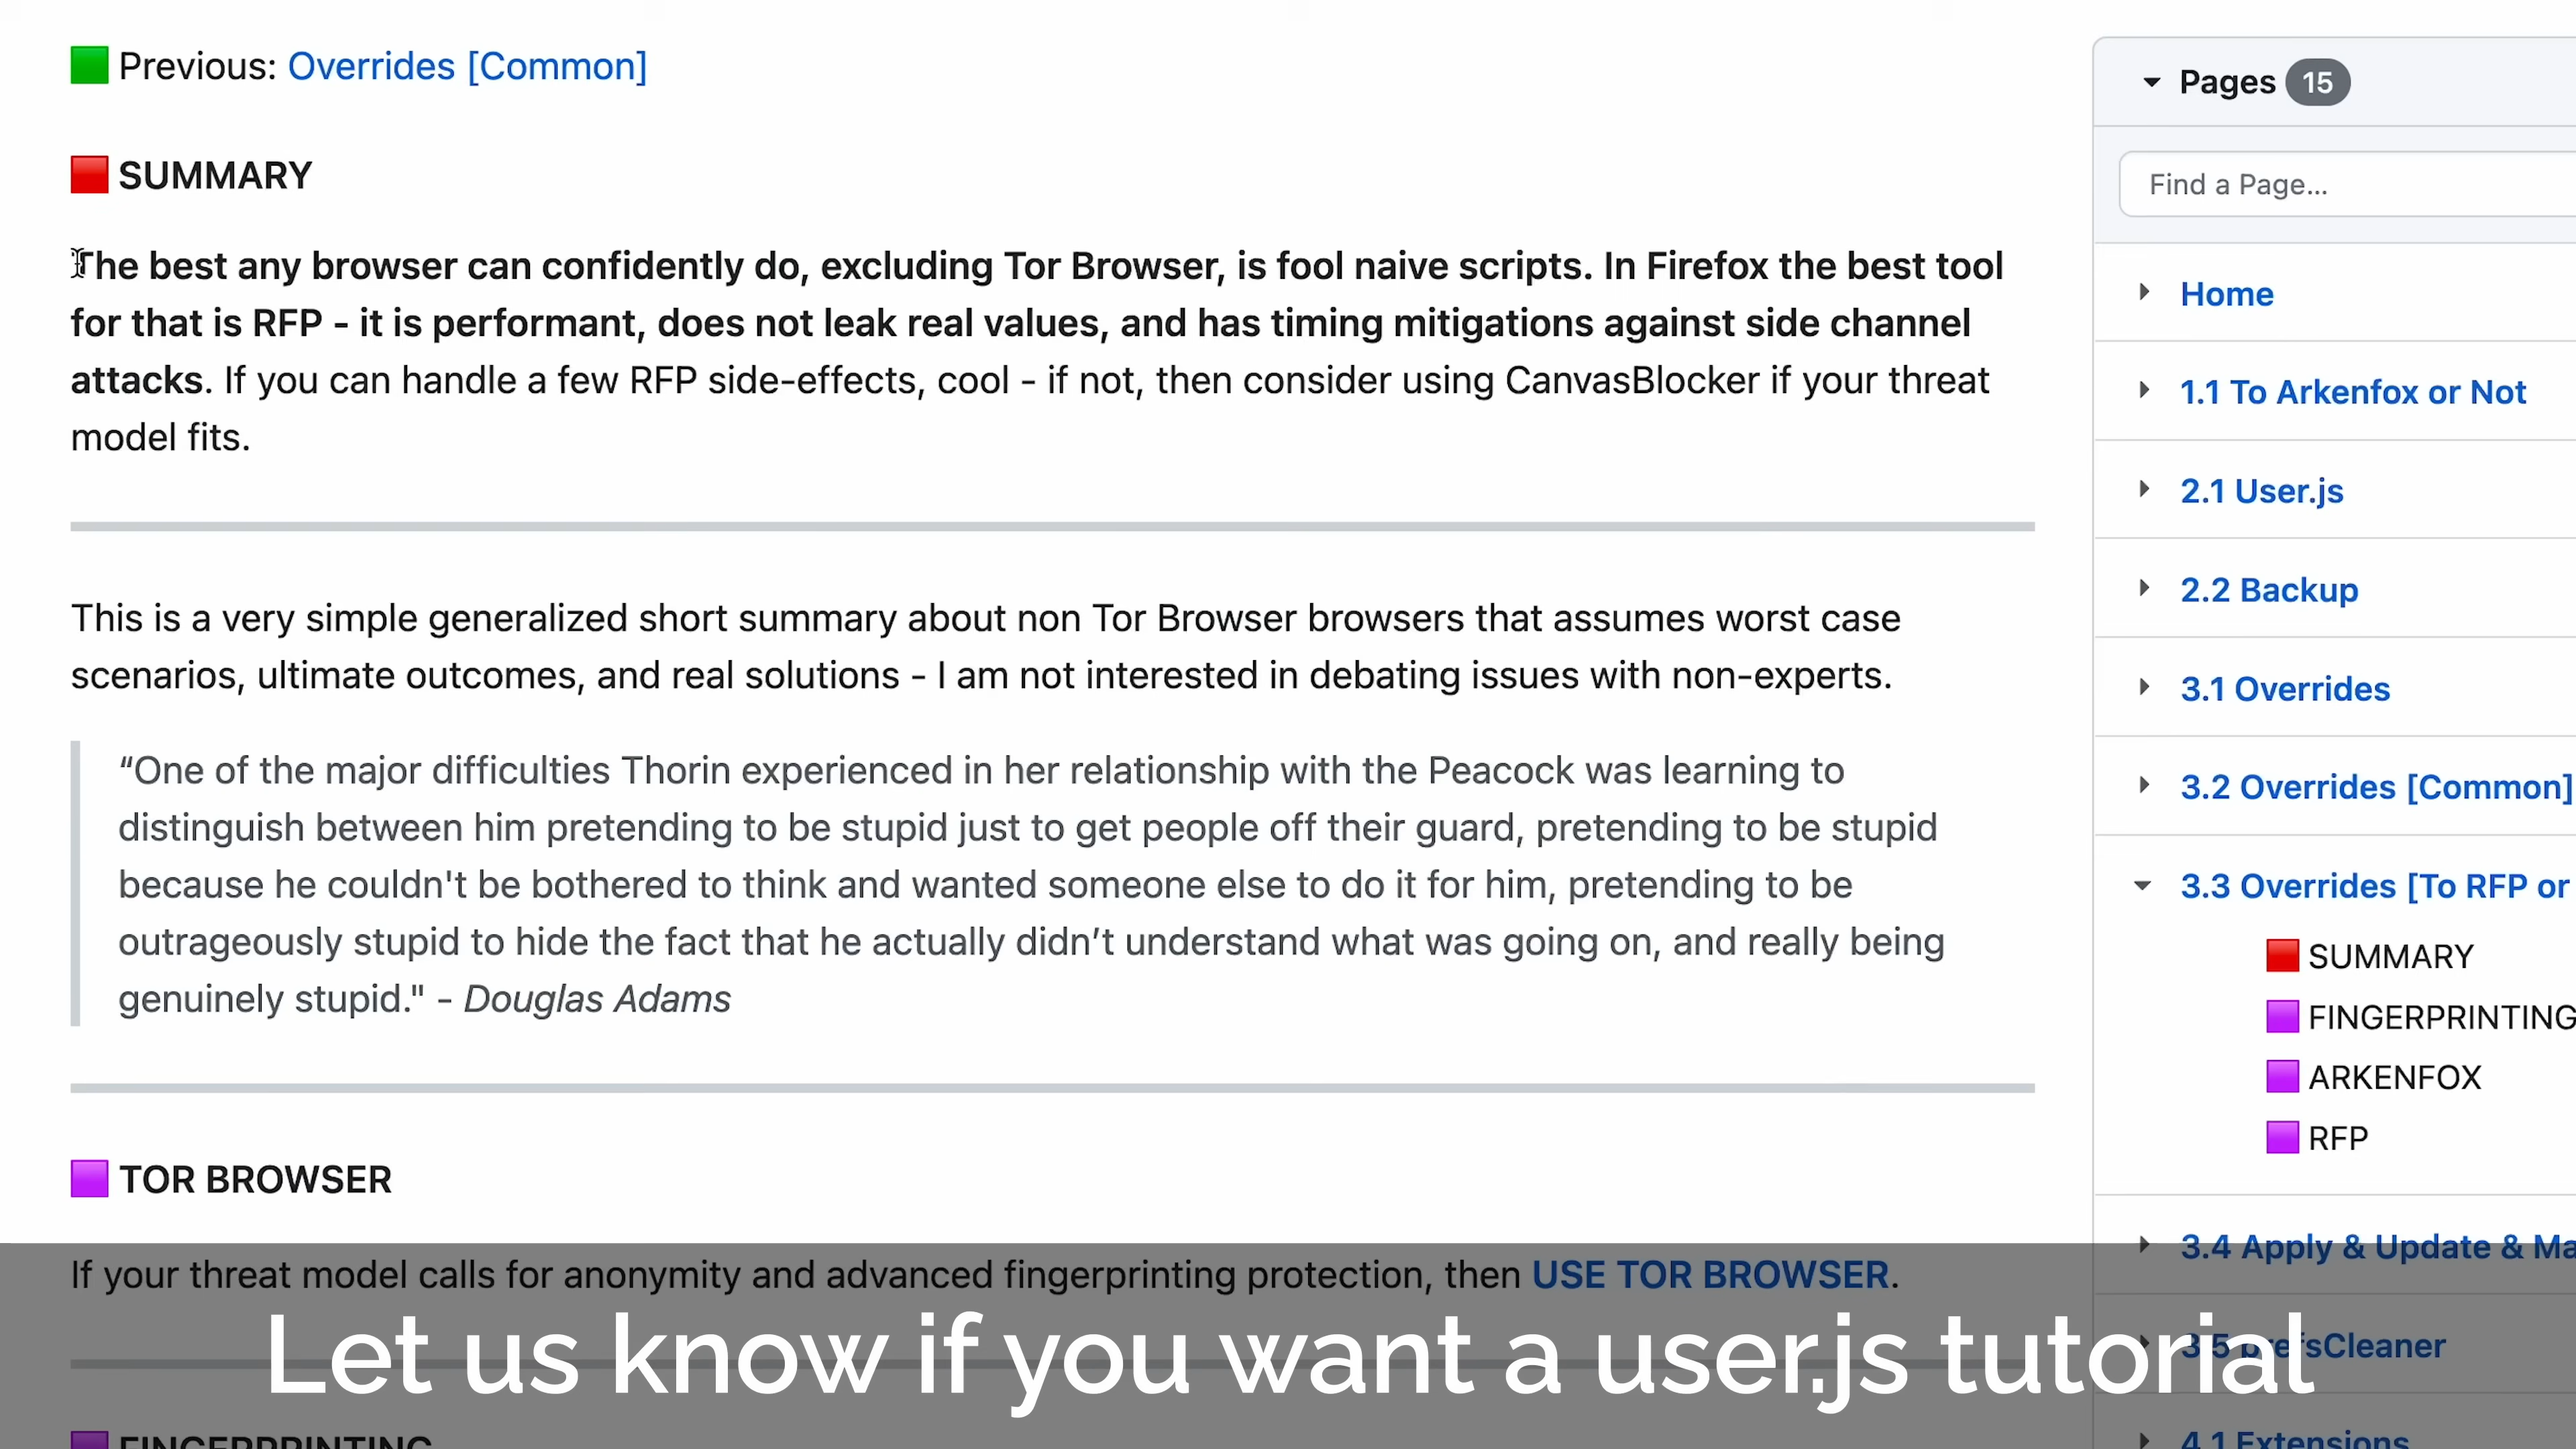 Previous: Overrides [Common]
SUMMARY
The best any browser can confidently do, excluding Tor Browser, is fool naive scripts. In Firefox the best tool
for that is RFP - it is performant, does not leak real values, and has timing mitigations against side channel
attacks. If you can handle a few RFP side-effects, cool - if not, then consider using CanvasBlocker if your threat
model fits.
This is a very simple generalized short summary about non Tor Browser browsers that assumes worst case
scenarios, ultimate outcomes, and real solutions - I am not interested in debating issues with non-experts.
“One of the major difficulties Thorin experienced in her relationship with the Peacock was learning to
distinguish between him pretending to be stupid just to get people off their guard, pretending to be stupid
because he couldn't be bothered to think and wanted someone else to do it for him, pretending to be
outrageously stupid to hide the fact that he actually didn’t understand what was going on, and really being
genuinely stupid." - Douglas Adams
TOR BROWSER
If your threat model calls for anonymity and advanced fingerprinting protection, then USE TOR BROWSER.
FINGERPRINTING
Pages 15
Find a Page...
Home
1.1 To Arkenfox or Not
2.1 User.js
2.2 Backup
3.1 Overrides
3.2 Overrides [Common]
3.3 Overrides [To RFP or
SUMMARY
FINGERPRINTING
ARKENFOX
RFP
3.4 Apply & Update & Ma
3.5 prefsCleaner
4.1 Extensions
Let us know if you want a user.js tutorial